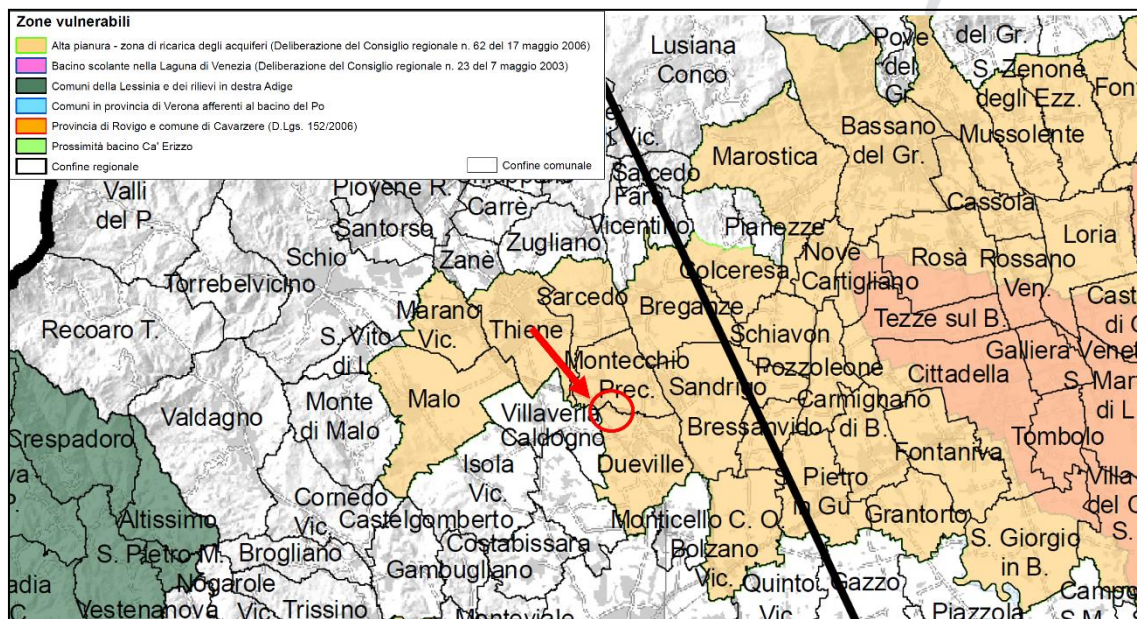 Zone vulnerabili
Alta pianura - zona di ricarica degli acquiferi (Deliberazione del Consiglio regionale n. 62 del 17 maggio 2006)
Bacino scolante nella Laguna di Venezia (Deliberazione del Consiglio regionale n. 23 del 7 maggio 2003)
Comuni della Lessinia e dei rilievi in destra Adige
Comuni in provincia di Verona afferenti al bacino del Po
Provincia di Rovigo e comune di Cavarzere (D.Lgs. 152/2006)
Prossimità bacino Ca' Erizzo
Confine regionale
Confine comunale
Lusiana
Conco
Pove
del
Gr.
del Gr.
S. Zenone
degli Ezz.
Bassano
del Gr.
Mussolente
Marostica
Valli
del P.
Piovene R.
Santorso
Carrè
Sarcedo
Fara
Vicentino
Zugliano
Pianezze
Cassola
Schio
Zanè
Torrebelvicino
Colceresa
Nove
Cartigliano
Rosà
Rossano
Ven.
Loria
Sarcedo
Breganze
Recoaro T.
Marano
Vic.
Thiene
S. Vito
di L.
Schiavon
Tezze sul B.
Montecchio
Prec.
Pozzoleone
Galliera Venet
Cittadella
Malo
Sandrigo
Carmignano
di B.
Valdagno
Monte
di Malo
Villaverla
Caldogno
Bressanvido
Tombolo
Crespadoro
Isola
Vic.
Dueville
Fontaniva
S. Pietro
in Gu
Cornedo
Vic.
Altissimo
Castelgomberto
Monticello C. O.
Grantorto
S. Pietro M.
Brogliano
Costabissara
Bolzano
Vic.
S. Giorgio
in B.
Gambugliano
Nogarole
Vic.
Trissino
Quinto
Vic.
Gazzo
Vestenanova
Monteviale
Piazzola